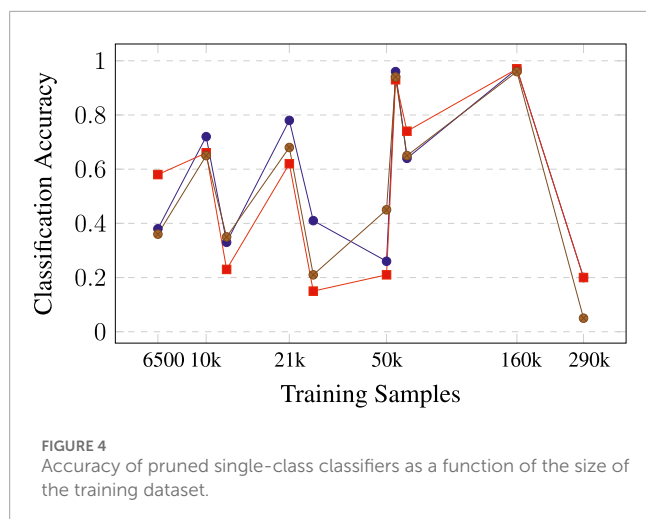 1
0.8
0.6
0.4
0.2
0
Classification Accuracy
6500 10k 21k 50k 160k 290k
Training Samples
FIGURE 4
Accuracy of pruned single-class classifiers as a function of the size of
the training dataset.